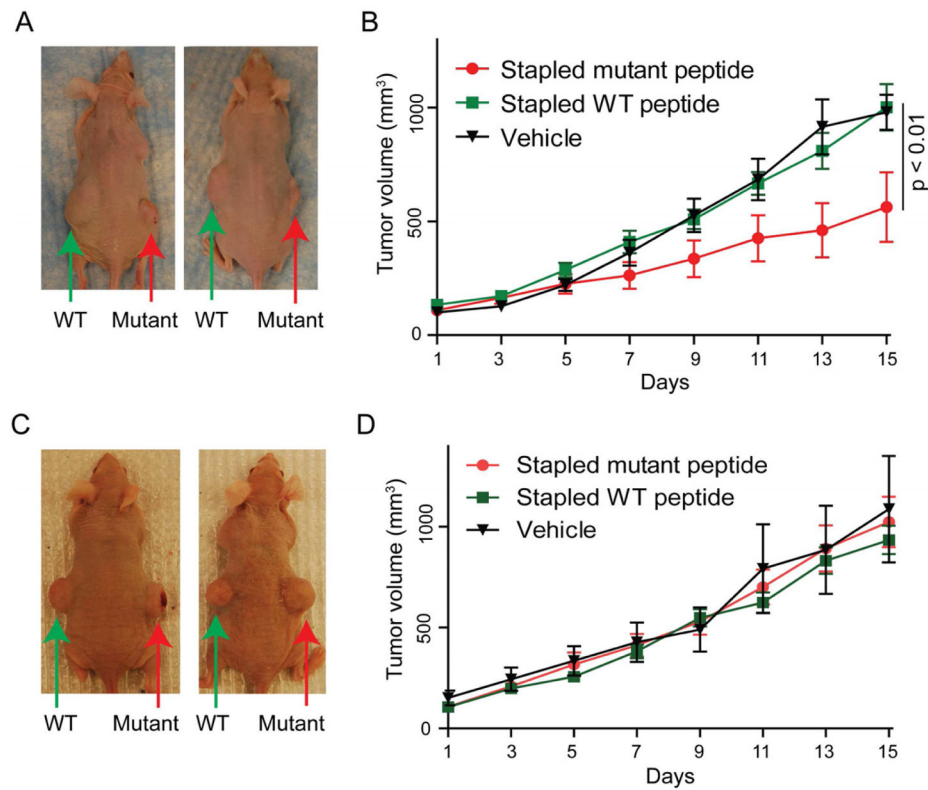 A
WT
Mutant
WT
Mutant
B
Stapled mutant peptide
Stapled WT peptide
Vehicle
Tumor volume (mm³)
1000
500
0
p < 0.01
1 3 5 7 9 11 13 15
Days
C
WT
Mutant
WT
Mutant
D
Stapled mutant peptide
Stapled WT peptide
Vehicle
Tumor volume (mm³)
1000
500
0
1 3 5 7 9 11 13 15
Days